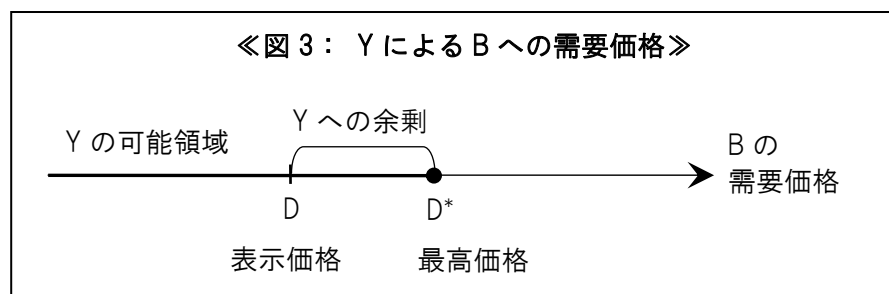 ≪図3： YによるBへの需要価格≫
Yの可能領域
Yへの余剰
Bの
需要価格
D
D*
表示価格
最高価格